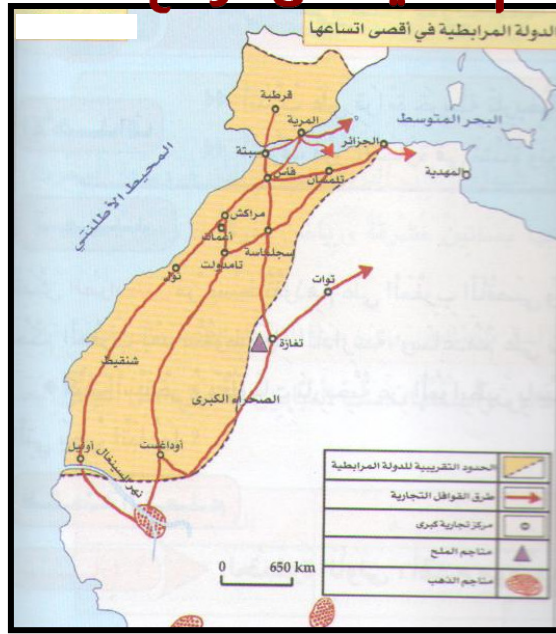 الدولة المرابطية في أقصى اتساعها
قرطبة
المرية
البحر المتوسط
سبتة
الجزائر
المهدية
فاس
تلمسان
المحيط الأطلنتي
مراكش
أغمات
سجلماسة
تامدولت
نول
توات
تغازة
شنقيط
الصحراء الكبرى
أوليل
أوداغست
نهر السينغال
الحدود التقريبية للدولة المرابطية
طرق القوافل التجارية
مركز تجارية كبرى
مناجم الملح
مناجم الذهب
0 650 km